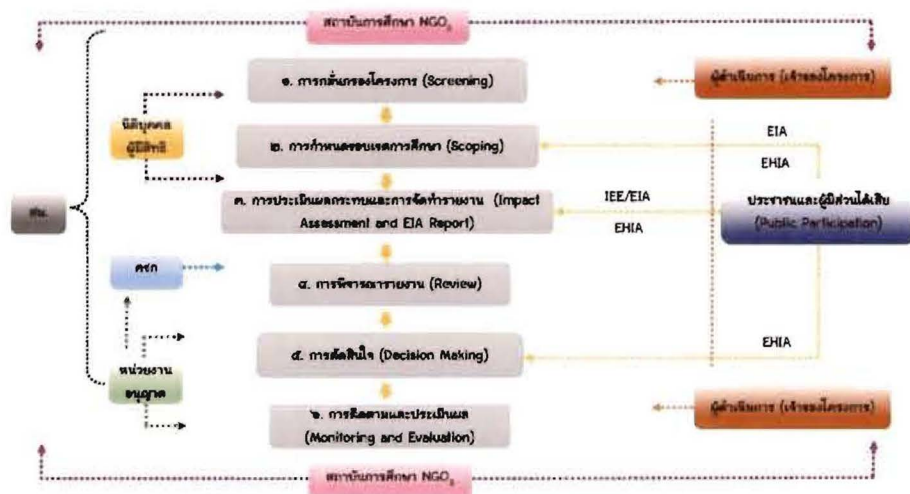 สถาบันการศึกษา NGOs
ผู้ดำเนินการ (เจ้าของโครงการ)
๑. การกลั่นกรองโครงการ (Screening)
นิติบุคคล
ผู้มีสิทธิ
EIA
๒. การกำหนดขอบเขตการศึกษา (Scoping)
EHIA
สผ.
๓. การประเมินผลกระทบและการจัดทำรายงาน (Impact
Assessment and EIA Report)
IEE/EIA
EHIA
ประชาชนและผู้มีส่วนได้เสีย
(Public Participation)
คชก
๔. การพิจารณารายงาน (Review)
๕. การตัดสินใจ (Decision Making)
EHIA
หน่วยงาน
อนุญาต
๖. การติดตามและประเมินผล
(Monitoring and Evaluation)
ผู้ดำเนินการ (เจ้าของโครงการ)
สถาบันการศึกษา NGOs